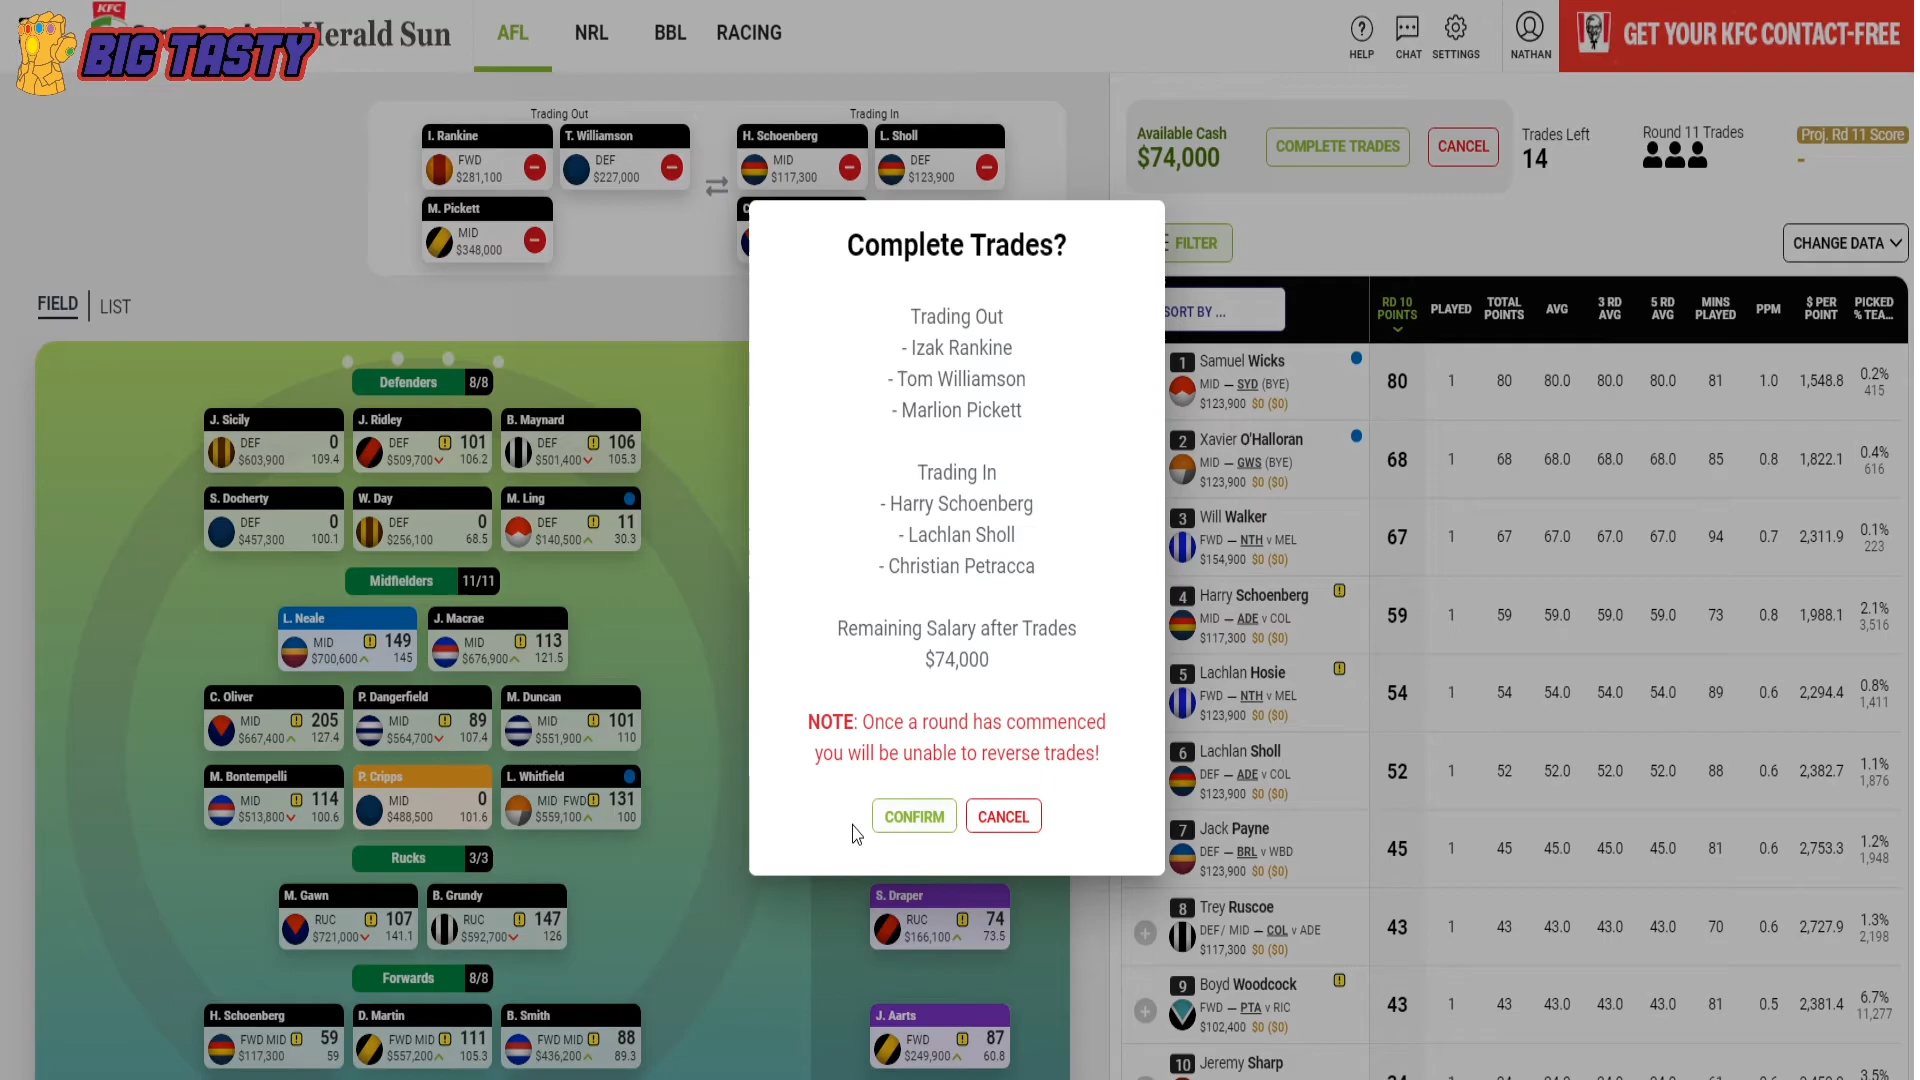 KFC
BIG TASTY
Herald Sun
AFL
NRL
BBL
RACING
HELP
CHAT
SETTINGS
NATHAN
GET YOUR KFC CONTACT-FREE
Trading Out
Trading In
I. Rankine
FWD
$281,100
T. Williamson
DEF
$227,000
H. Schoenberg
MID
$117,300
L. Sholl
DEF
$123,900
M. Pickett
MID
$348,000
Available Cash
$74,000
COMPLETE TRADES
CANCEL
Trades Left
14
Round 11 Trades
Proj. Rd 11 Score
-
FILTER
CHANGE DATA
FIELD
LIST
Complete Trades?
Trading Out
- Izak Rankine
- Tom Williamson
- Marlion Pickett
Trading In
- Harry Schoenberg
- Lachlan Sholl
- Christian Petracca
Remaining Salary after Trades
$74,000
NOTE: Once a round has commenced
you will be unable to reverse trades!
CONFIRM
CANCEL
Defenders 8/8
J. Sicily
DEF 0
$603,900 109.4
J. Ridley
DEF 101
$509,700 106.2
B. Maynard
DEF 106
$501,400 105.3
S. Docherty
DEF 0
$457,300 100.1
W. Day
DEF 0
$256,100 68.5
M. Ling
DEF 11
$140,500 30.3
Midfielders 11/11
L. Neale
MID 149
$700,600 145
J. Macrae
MID 113
$676,900 121.5
C. Oliver
MID 205
$667,400 127.4
P. Dangerfield
MID 89
$564,700 107.4
M. Duncan
MID 101
$551,900 110
M. Bontempelli
MID 114
$513,800 100.6
P. Cripps
MID 0
$488,500 101.6
L. Whitfield
MID FWD 131
$559,100 100
Rucks 3/3
M. Gawn
RUC 107
$721,000 141.1
B. Grundy
RUC 147
$592,700 126
S. Draper
RUC 74
$166,100 73.5
Forwards 8/8
H. Schoenberg
FWD MID 59
$117,300 59
D. Martin
FWD MID 111
$557,200 105.3
B. Smith
FWD MID 88
$436,200 89.3
J. Aarts
FWD 87
$249,900 60.8
SORT BY ...
RD 10 POINTS
PLAYED
TOTAL POINTS
AVG
3 RD AVG
5 RD AVG
MINS PLAYED
PPM
$ PER POINT
PICKED % TEA...
1 Samuel Wicks
MID — SYD (BYE)
$123,900 $0 ($0)
80 1 80 80.0 80.0 80.0 81 1.0 1,548.8 0.2% 415
2 Xavier O'Halloran
MID — GWS (BYE)
$123,900 $0 ($0)
68 1 68 68.0 68.0 68.0 85 0.8 1,822.1 0.4% 616
3 Will Walker
FWD — NTH v MEL
$154,900 $0 ($0)
67 1 67 67.0 67.0 67.0 94 0.7 2,311.9 0.1% 223
4 Harry Schoenberg
MID — ADE v COL
$117,300 $0 ($0)
59 1 59 59.0 59.0 59.0 73 0.8 1,988.1 2.1% 3,516
5 Lachlan Hosie
FWD — NTH v MEL
$123,900 $0 ($0)
54 1 54 54.0 54.0 54.0 89 0.6 2,294.4 0.8% 1,411
6 Lachlan Sholl
DEF — ADE v COL
$123,900 $0 ($0)
52 1 52 52.0 52.0 52.0 88 0.6 2,382.7 1.1% 1,876
7 Jack Payne
DEF — BRL v WBD
$123,900 $0 ($0)
45 1 45 45.0 45.0 45.0 81 0.6 2,753.3 1.2% 1,948
8 Trey Ruscoe
DEF/ MID — COL v ADE
$117,300 $0 ($0)
43 1 43 43.0 43.0 43.0 70 0.6 2,727.9 1.3% 2,198
9 Boyd Woodcock
FWD — PTA v RIC
$102,400 $0 ($0)
43 1 43 43.0 43.0 43.0 81 0.5 2,381.4 6.7% 11,277
10 Jeremy Sharp
3.5%